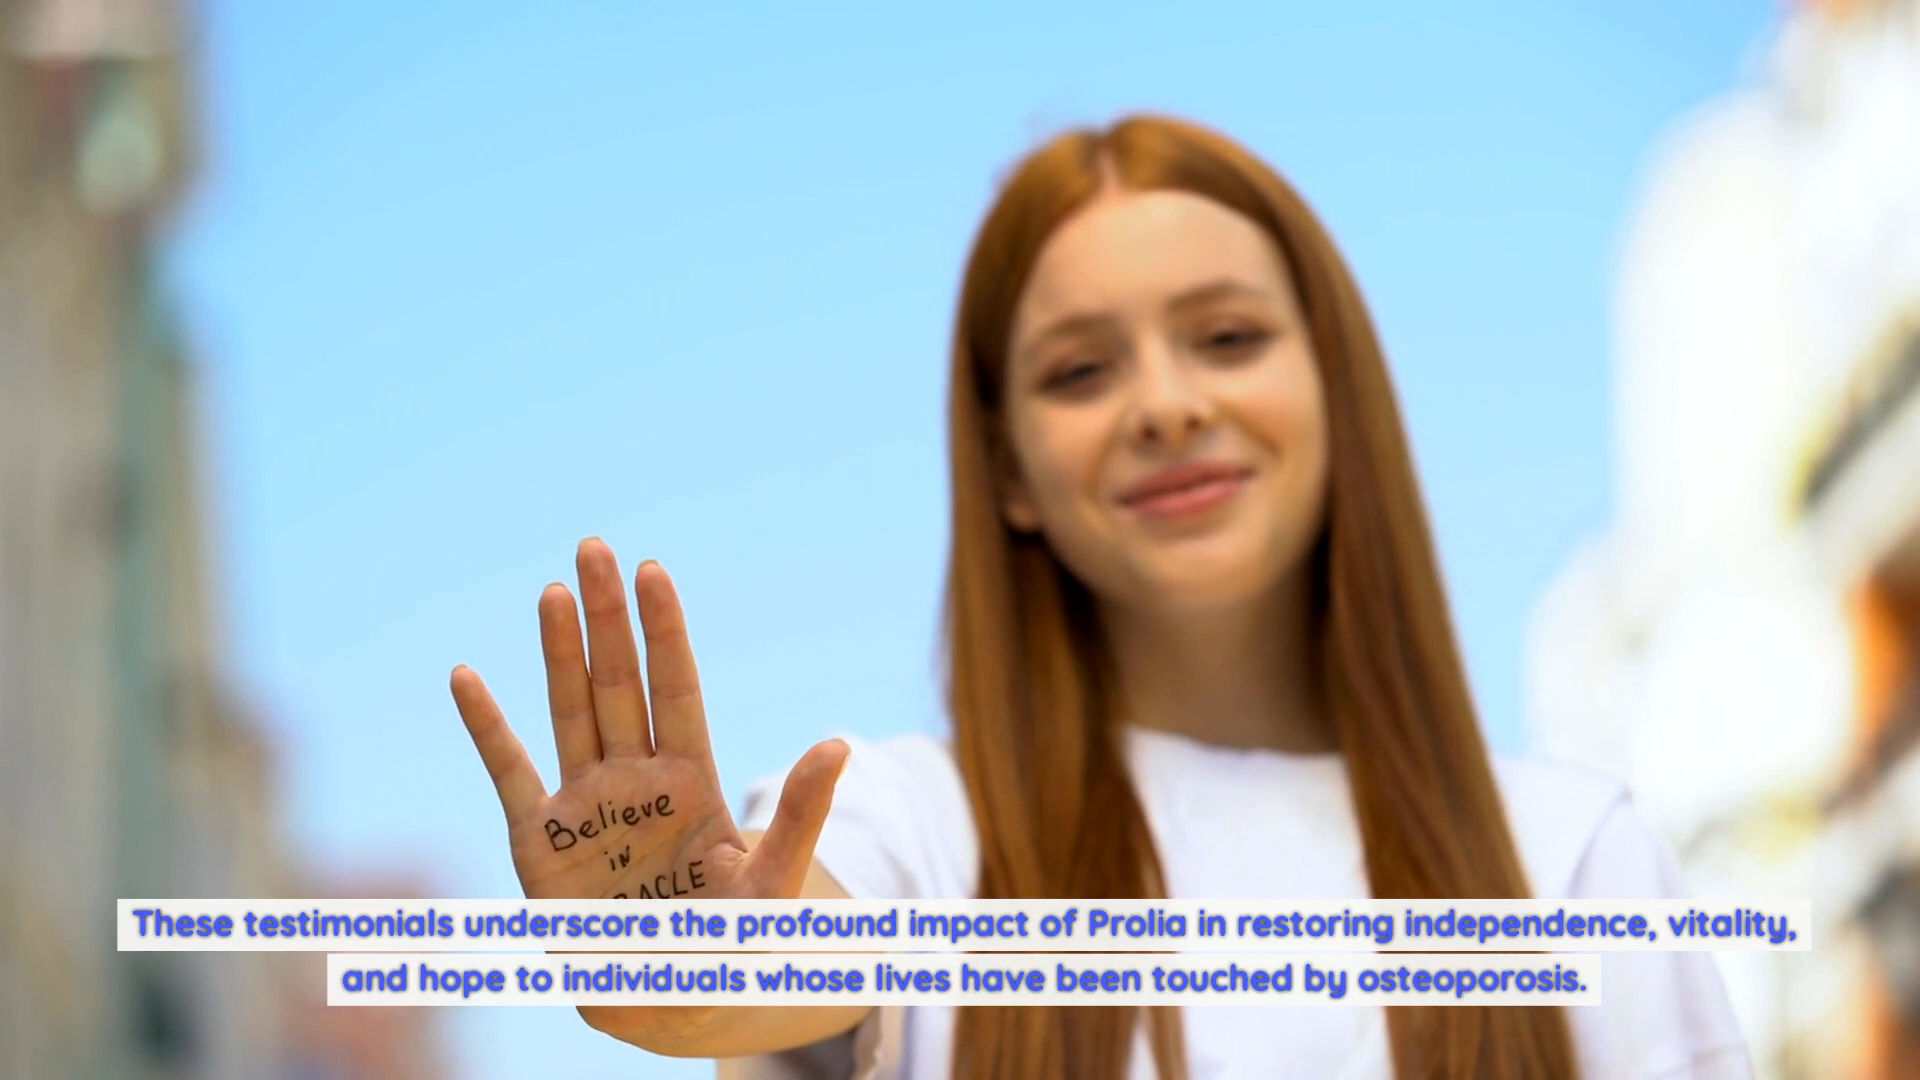 Believe
in
These testimonials underscore the profound impact of Prolia in restoring independence, vitality,
and hope to individuals whose lives have been touched by osteoporosis.